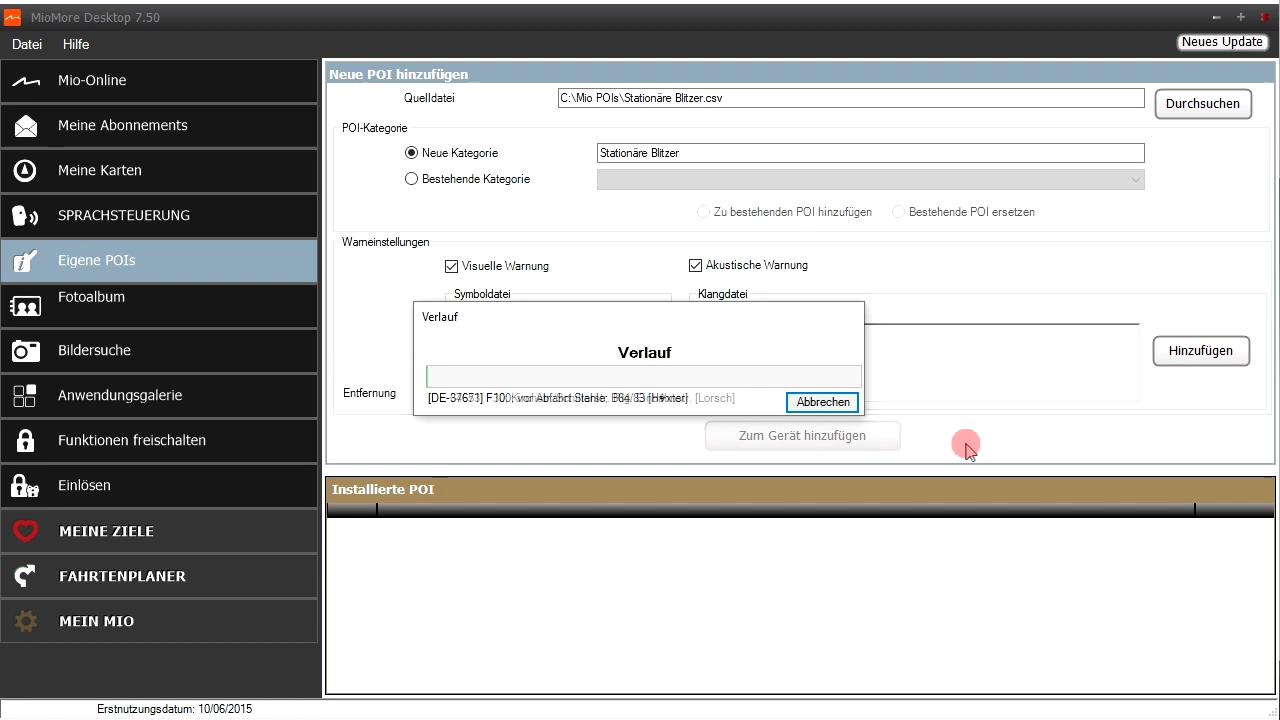 MioMore Desktop 7.50
Datei Hilfe
Neues Update
Mio-Online
Meine Abonnements
Meine Karten
SPRACHSTEUERUNG
Eigene POIs
Fotoalbum
Bildersuche
Anwendungsgalerie
Funktionen freischalten
Einlösen
MEINE ZIELE
FAHRTENPLANER
MEIN MIO
Neue POI hinzufügen
Quelldatei C:\Mio POIs\Stationäre Blitzer.csv Durchsuchen
POI-Kategorie
Neue Kategorie Stationäre Blitzer
Bestehende Kategorie
Zu bestehenden POI hinzufügen Bestehende POI ersetzen
Warneinstellungen
Visuelle Warnung Akustische Warnung
Symboldatei Klangdatei
Hinzufügen
Entfernung
Verlauf
Verlauf
[Lorsch]
Abbrechen
Zum Gerät hinzufügen
Installierte POI
Erstnutzungsdatum: 10/06/2015